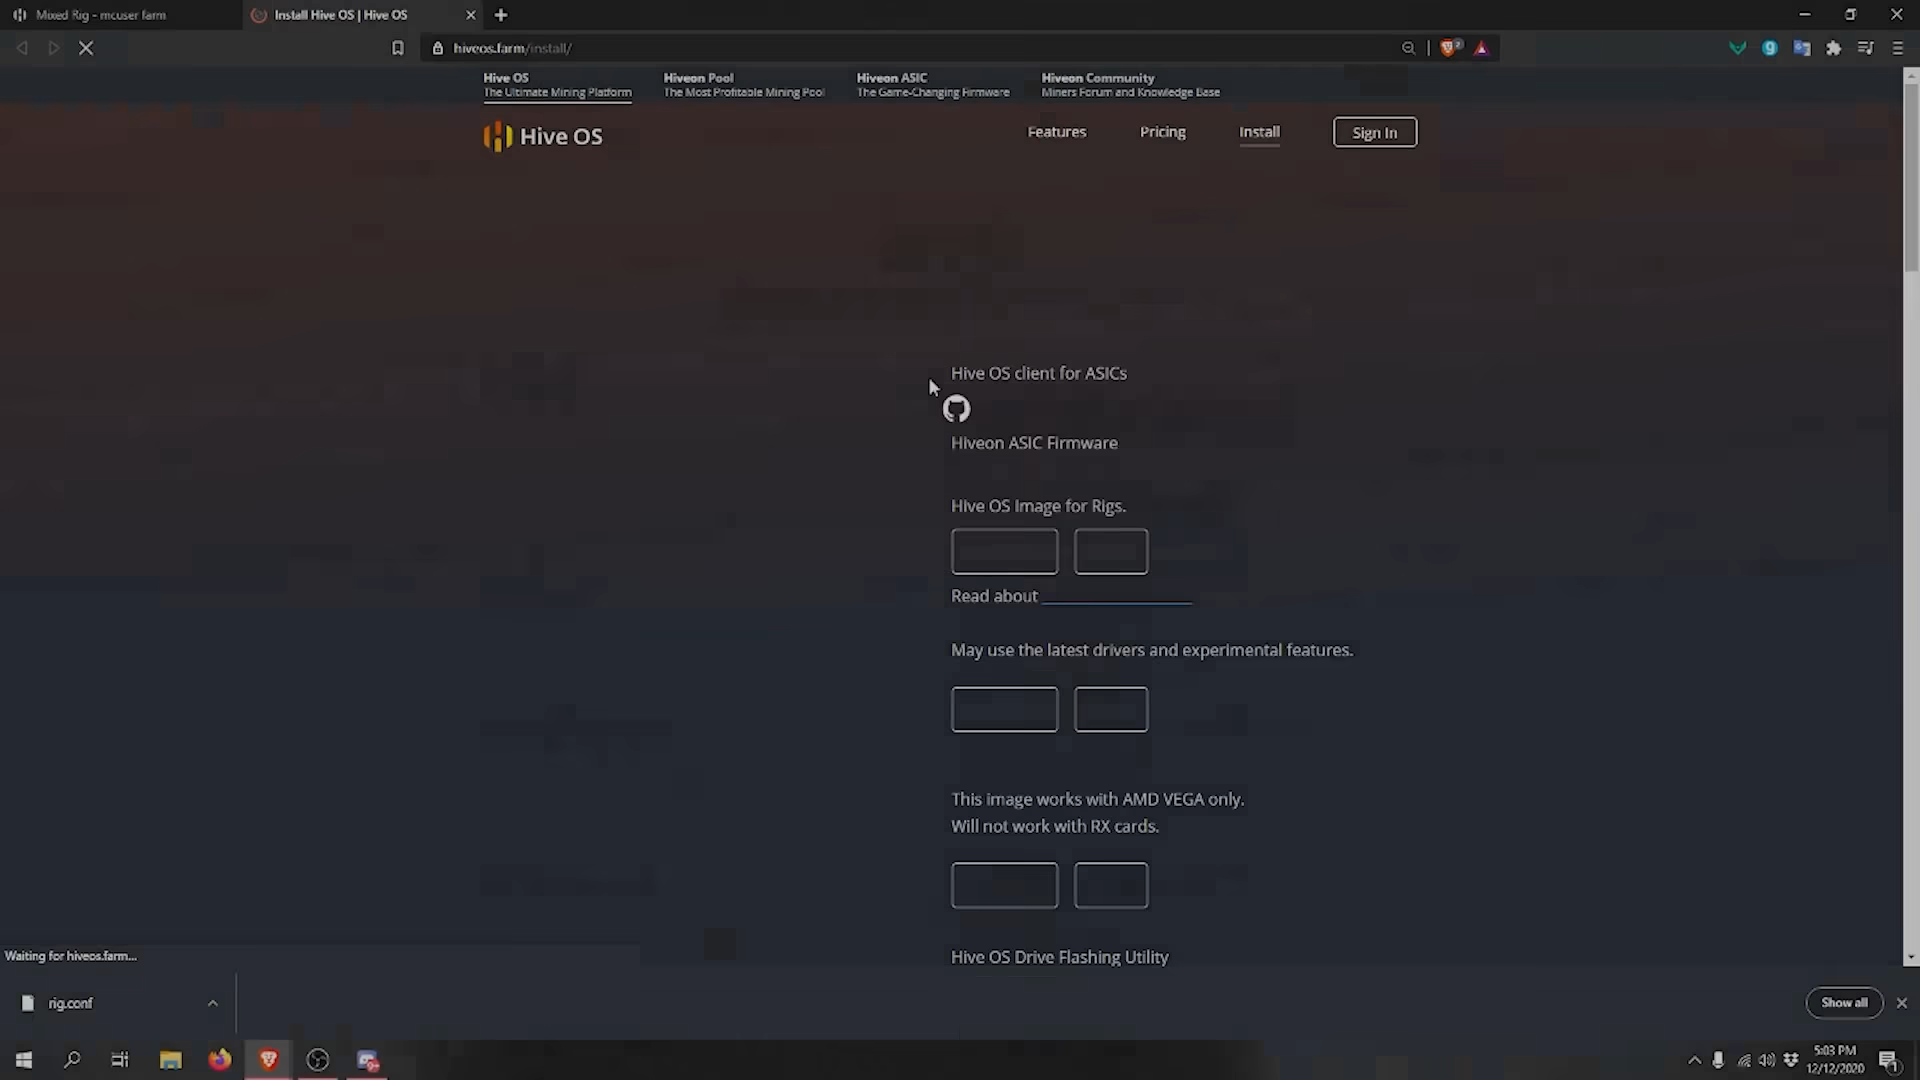 Mixed Rig - mcuser farm
Install Hive OS | Hive OS
hiveos.farm/install/
Hive OS
The Ultimate Mining Platform
Hiveon Pool
The Most Profitable Mining Pool
Hiveon ASIC
The Game-Changing Firmware
Hiveon Community
Miners Forum and Knowledge Base
Hive OS
Features
Pricing
Install
Sign In
Hive OS client for ASICs
Hiveon ASIC Firmware
Hive OS Image for Rigs.
Read about
May use the latest drivers and experimental features.
This image works with AMD VEGA only.
Will not work with RX cards.
Hive OS Drive Flashing Utility
Waiting for hiveos.farm...
rig.conf
Show all
5:03 PM
12/12/2020